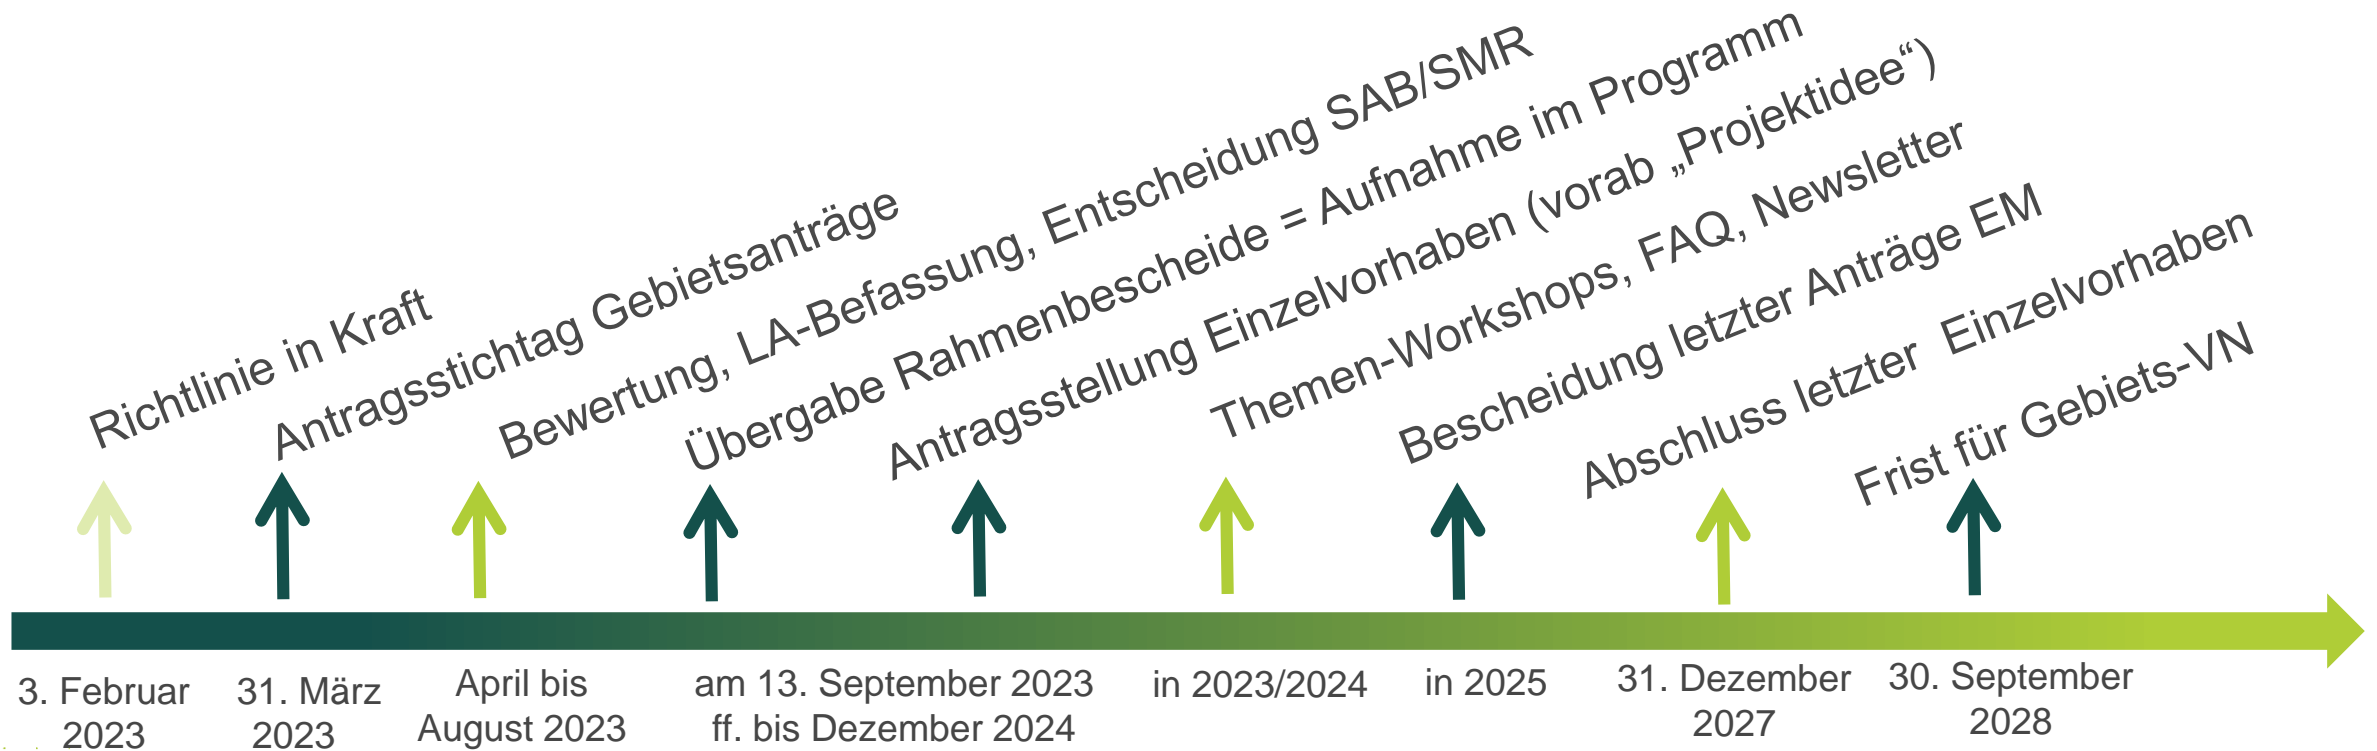 Richtlinie in Kraft
Antragsstichtag Gebietsanträge
Bewertung, LA-Befassung, Entscheidung SAB/SMR
Übergabe Rahmenbescheide = Aufnahme im Programm
Antragsstellung Einzelvorhaben (vorab „Projektidee“)
Themen-Workshops, FAQ, Newsletter
Bescheidung letzter Anträge EM
Abschluss letzter Einzelvorhaben
Frist für Gebiets-VN
3. Februar
2023
31. März
2023
April bis
August 2023
am 13. September 2023
ff. bis Dezember 2024
in 2023/2024
in 2025
31. Dezember
2027
30. September
2028